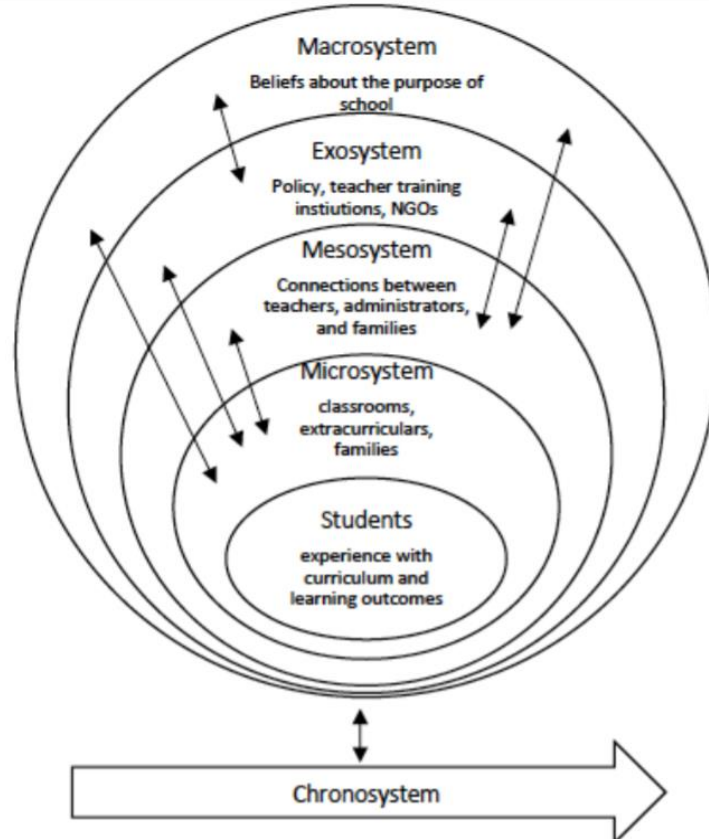 Macrosystem
Beliefs about the purpose of
school
Exosystem
Policy, teacher training
instiutions, NGOs
Mesosystem
Connections between
teachers, administrators,
and families
Microsystem
classrooms,
extracurriculars,
families
Students
experience with
curriculum and
learning outcomes
Chronosystem